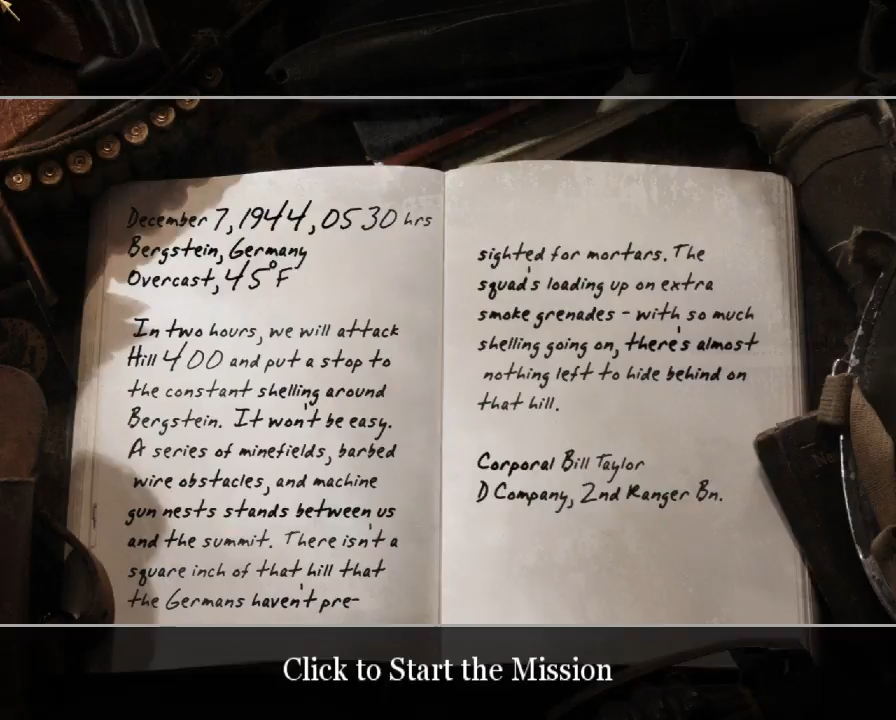 December 7, 1944, 0530 hrs
Bergstein, Germany
Overcast, 45°F
In two hours, we will attack
Hill 400 and put a stop to
the constant shelling around
Bergstein. It won't be easy.
A series of minefields, barbed
wire obstacles, and machine
gun nests stands between us
and the summit. There isn't a
square inch of that hill that
the Germans haven't pre-
sighted for mortars. The
squad's loading up on extra
smoke grenades - with so much
shelling going on, there's almost
nothing left to hide behind on
that hill.
Corporal Bill Taylor
D Company, 2nd Ranger Bn.
Click to Start the Mission